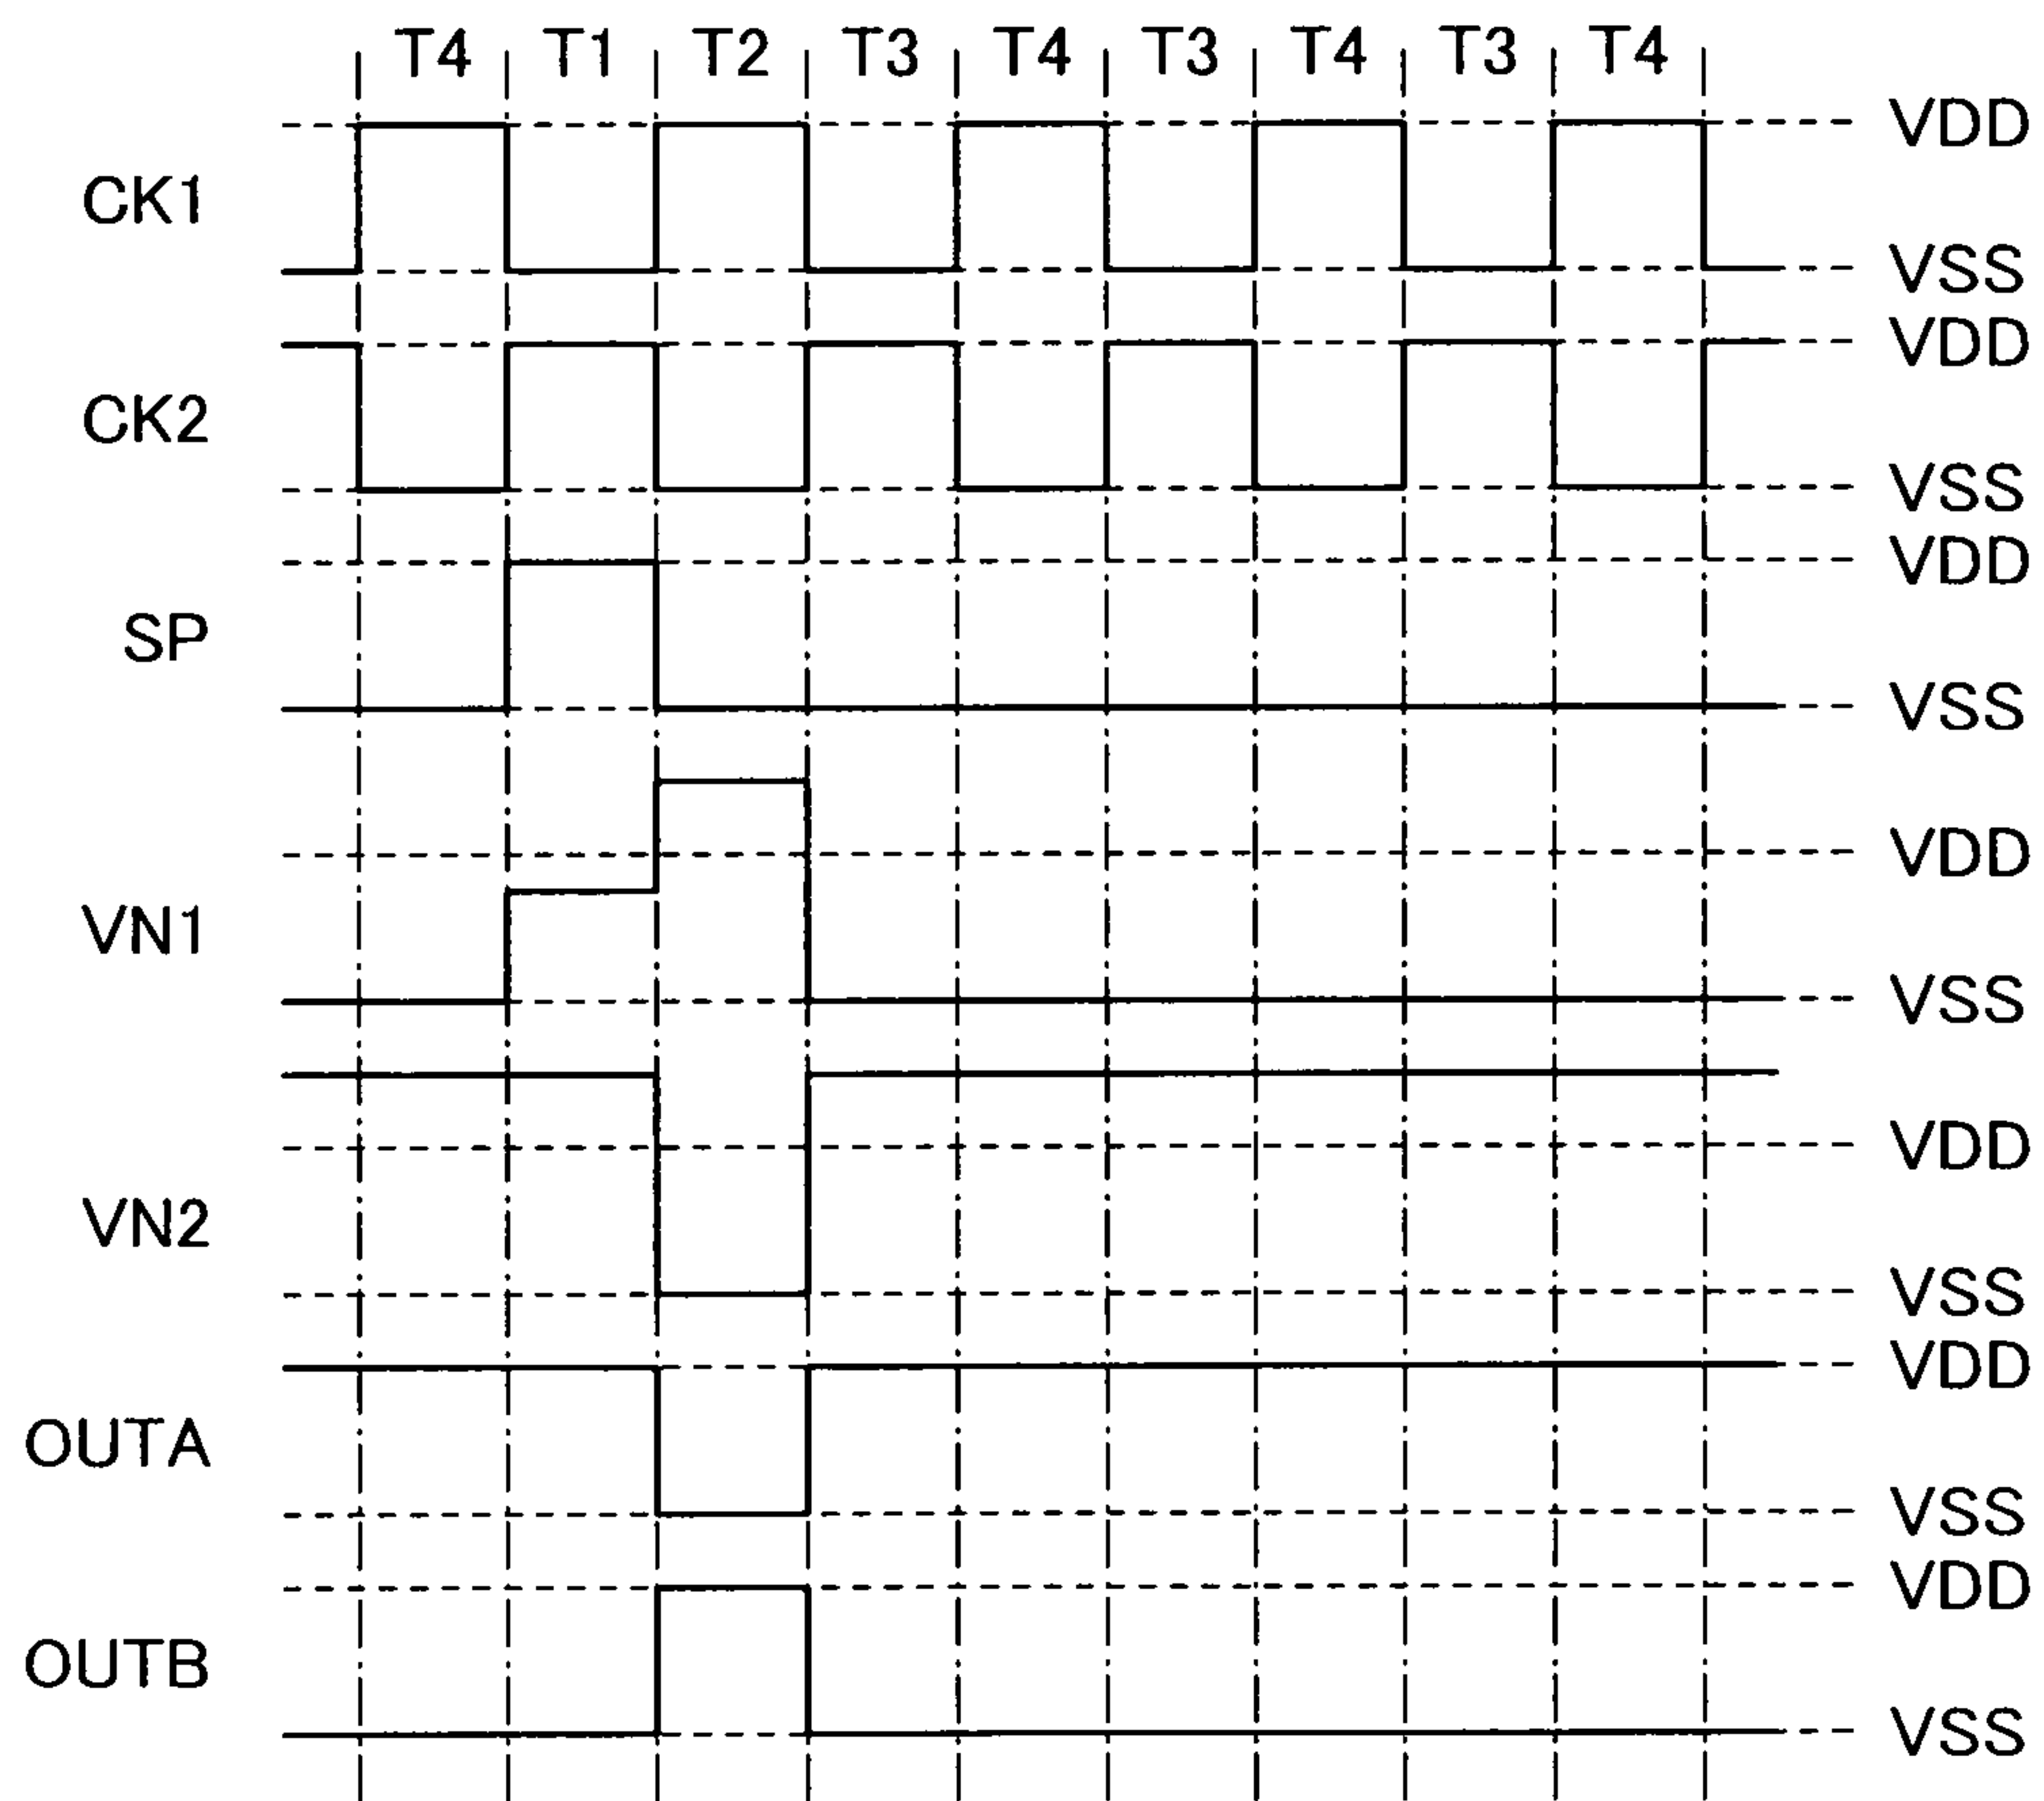 T4 T1 T2 T3 T4 T3 T4 T3 T4
VDD
CK1
VSS
VDD
CK2
VSS
VDD
SP
VSS
VDD
VN1
VSS
VDD
VN2
VSS
VDD
OUTA
VSS
VDD
OUTB
VSS